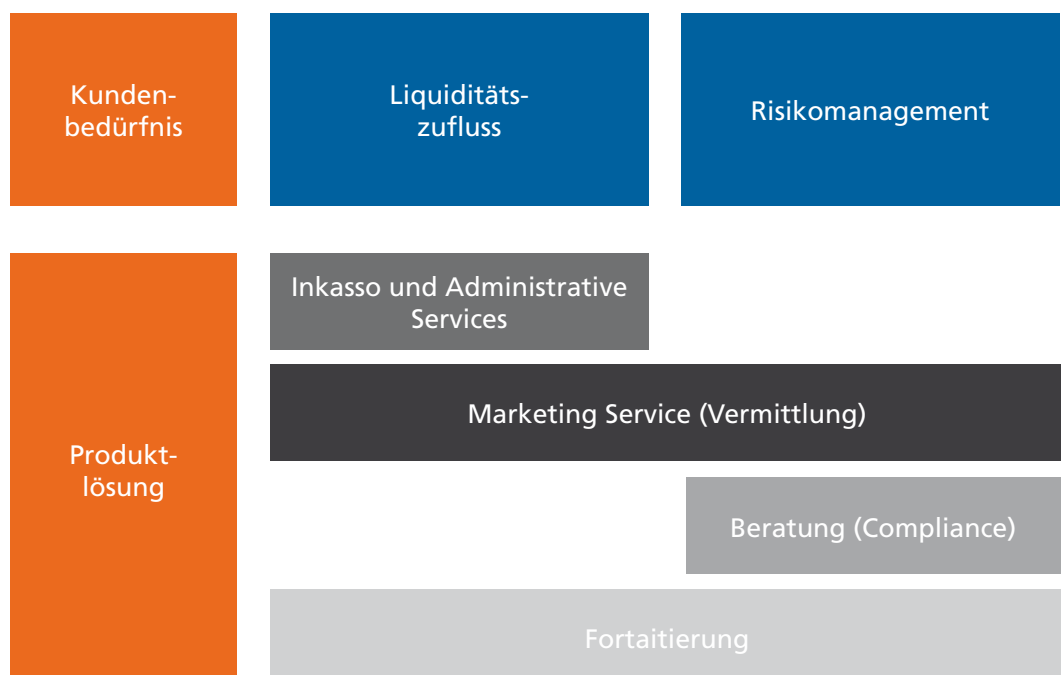 Kunden-
bedürfnis
Liquiditäts-
zufluss
Risikomanagement
Produkt-
lösung
Inkasso und Administrative
Services
Marketing Service (Vermittlung)
Beratung (Compliance)
Fortaitierung